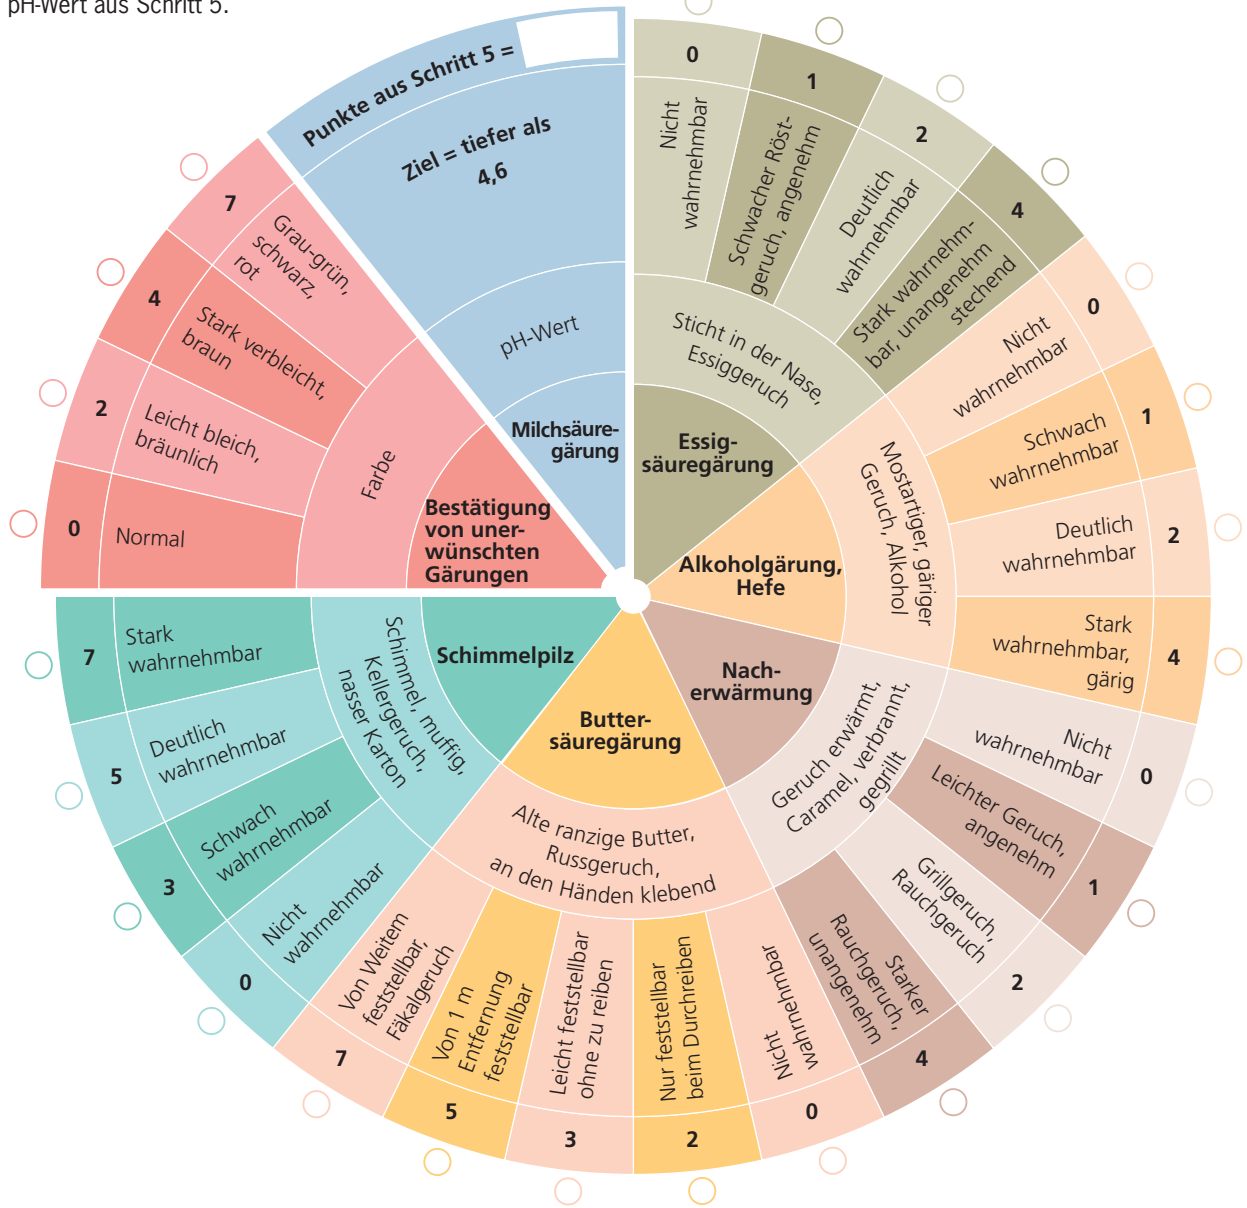 pH-Wert aus Schritt 5.
Punkte aus Schritt 5 =
Ziel = tiefer als
4,6
pH-Wert
Milchsäure-
gärung
0
Nicht
wahrnehmbar
1
Schwacher Röst-
geruch, angenehm
2
Deutlich
wahrnehmbar
4
Stark wahrnehm-
bar, unangenehm
stechend
Sticht in der Nase,
Essiggeruch
Essig-
säuregärung
0
Nicht
wahrnehmbar
1
Schwach
wahrnehmbar
2
Deutlich
wahrnehmbar
4
Stark
wahrnehmbar,
gärig
Mostartiger, gäriger
Geruch, Alkohol
Alkoholgärung,
Hefe
0
Nicht
wahrnehmbar
1
Leichter Geruch,
angenehm
2
Grillgeruch,
Rauchgeruch
4
Starker
Rauchgeruch,
unangenehm
Geruch erwärmt,
Caramel, verbrannt,
gegrillt
Nach-
erwärmung
0
Nicht
wahrnehmbar
2
Nur feststellbar
beim Durchreiben
3
Leicht feststellbar
ohne zu reiben
5
Von 1 m
Entfernung
feststellbar
7
Von Weitem
feststellbar,
Fäkalgeruch
Alte ranzige Butter,
Russgeruch,
an den Händen klebend
Butter-
säuregärung
0
Nicht
wahrnehmbar
3
Schwach
wahrnehmbar
5
Deutlich
wahrnehmbar
7
Stark
wahrnehmbar
Schimmel, muffig,
Kellergeruch,
nasser Karton
Schimmelpilz
0
Normal
2
Leicht bleich,
bräunlich
4
Stark verbleicht,
braun
7
Grau-grün,
schwarz,
rot
Farbe
Bestätigung
von uner-
wünschten
Gärungen